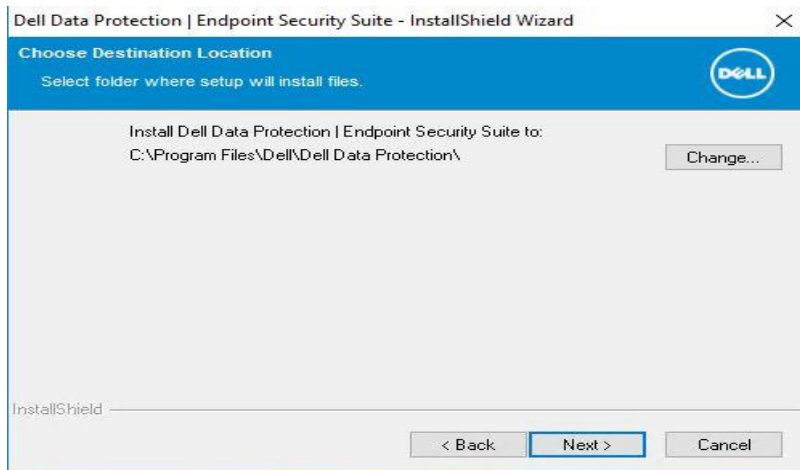 Dell Data Protection | Endpoint Security Suite - InstallShield Wizard
Choose Destination Location
Select folder where setup will install files.
DELL
Install Dell Data Protection | Endpoint Security Suite to:
C:\Program Files\Dell\Dell Data Protection\
Change...
InstallShield
< Back Next > Cancel